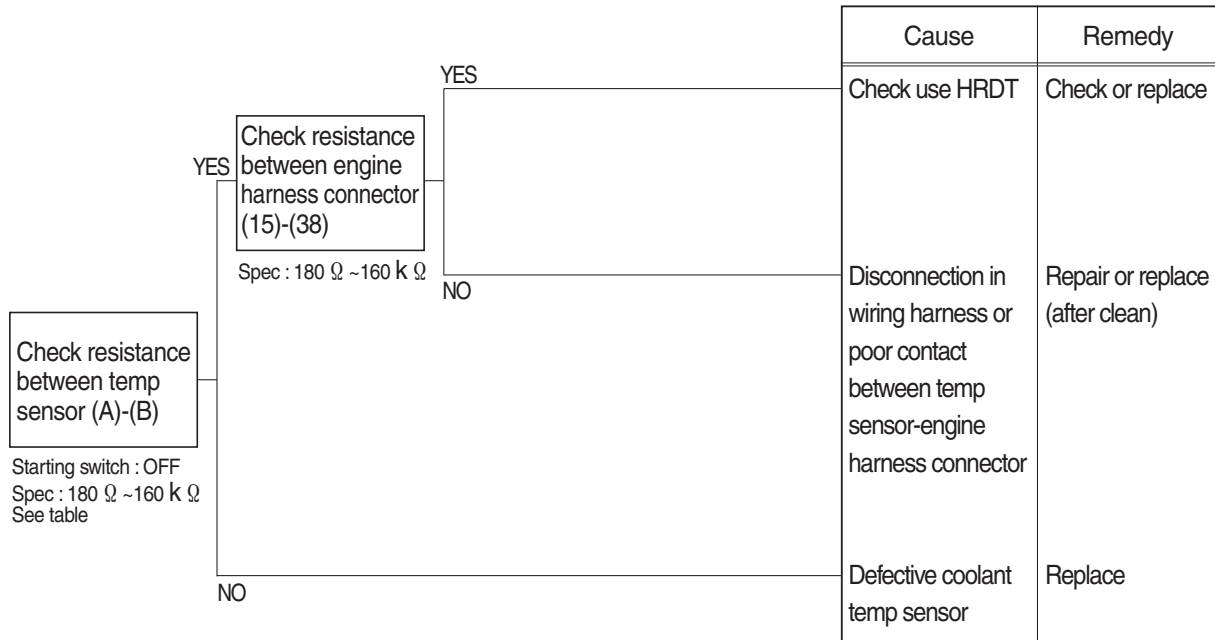 Cause
Remedy
YES
Check use HRDT
Check or replace
Check resistance
between engine
harness connector
(15)-(38)
YES
Spec : 180 Ω ~160 k Ω
NO
Disconnection in
wiring harness or
poor contact
between temp
sensor-engine
harness connector
Repair or replace
(after clean)
Check resistance
between temp
sensor (A)-(B)
Starting switch : OFF
Spec : 180 Ω ~160 k Ω
See table
NO
Defective coolant
temp sensor
Replace